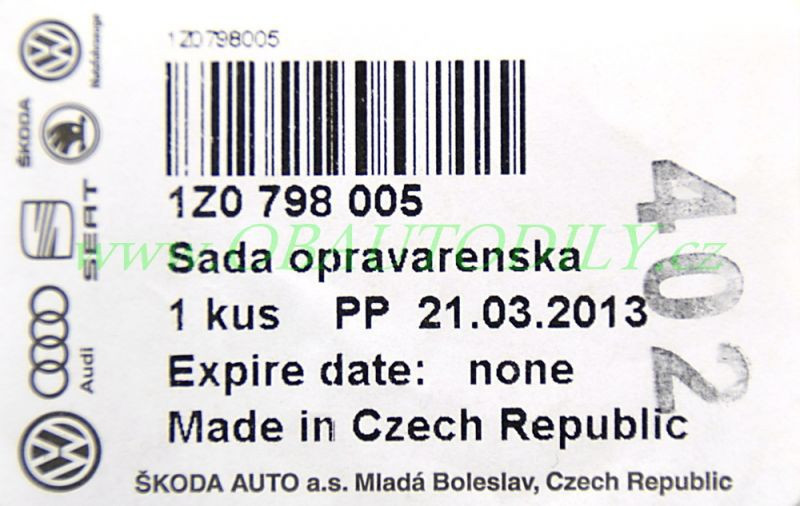 1Z0798005
1Z0 798 005
Sada opravarenska
1 kus PP 21.03.2013
Expire date: none
Made in Czech Republic
ŠKODA AUTO a.s. Mladá Boleslav, Czech Republic
Nutzfahrzeuge
ŠKODA
SEAT
Audi
402
www.OBAUTODILY.cz